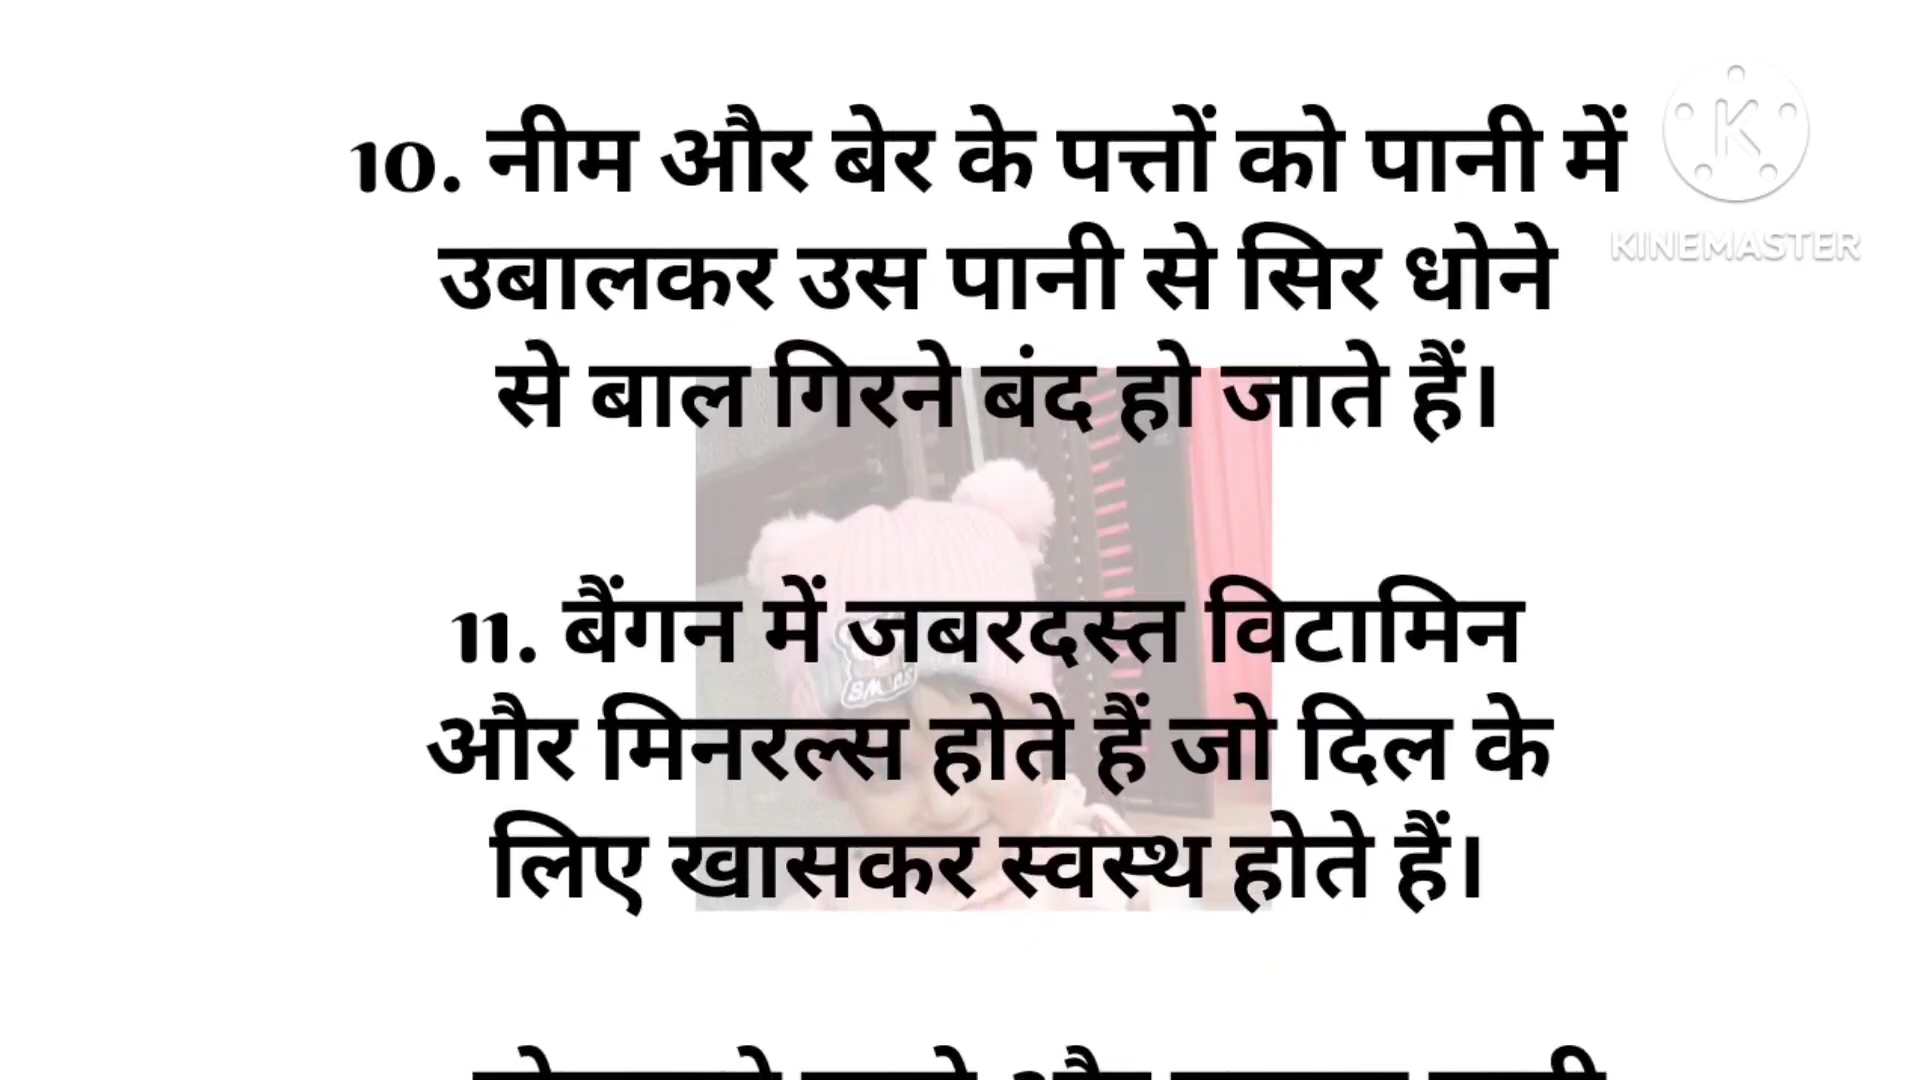 10. नीम और बेर के पत्तों को पानी में
उबालकर उस पानी से सिर धोने
से बाल गिरने बंद हो जाते हैं।
11. बैंगन में जबरदस्त विटामिन
और मिनरल्स होते हैं जो दिल के
लिए खासकर स्वस्थ होते हैं।
K
KINEMASTER